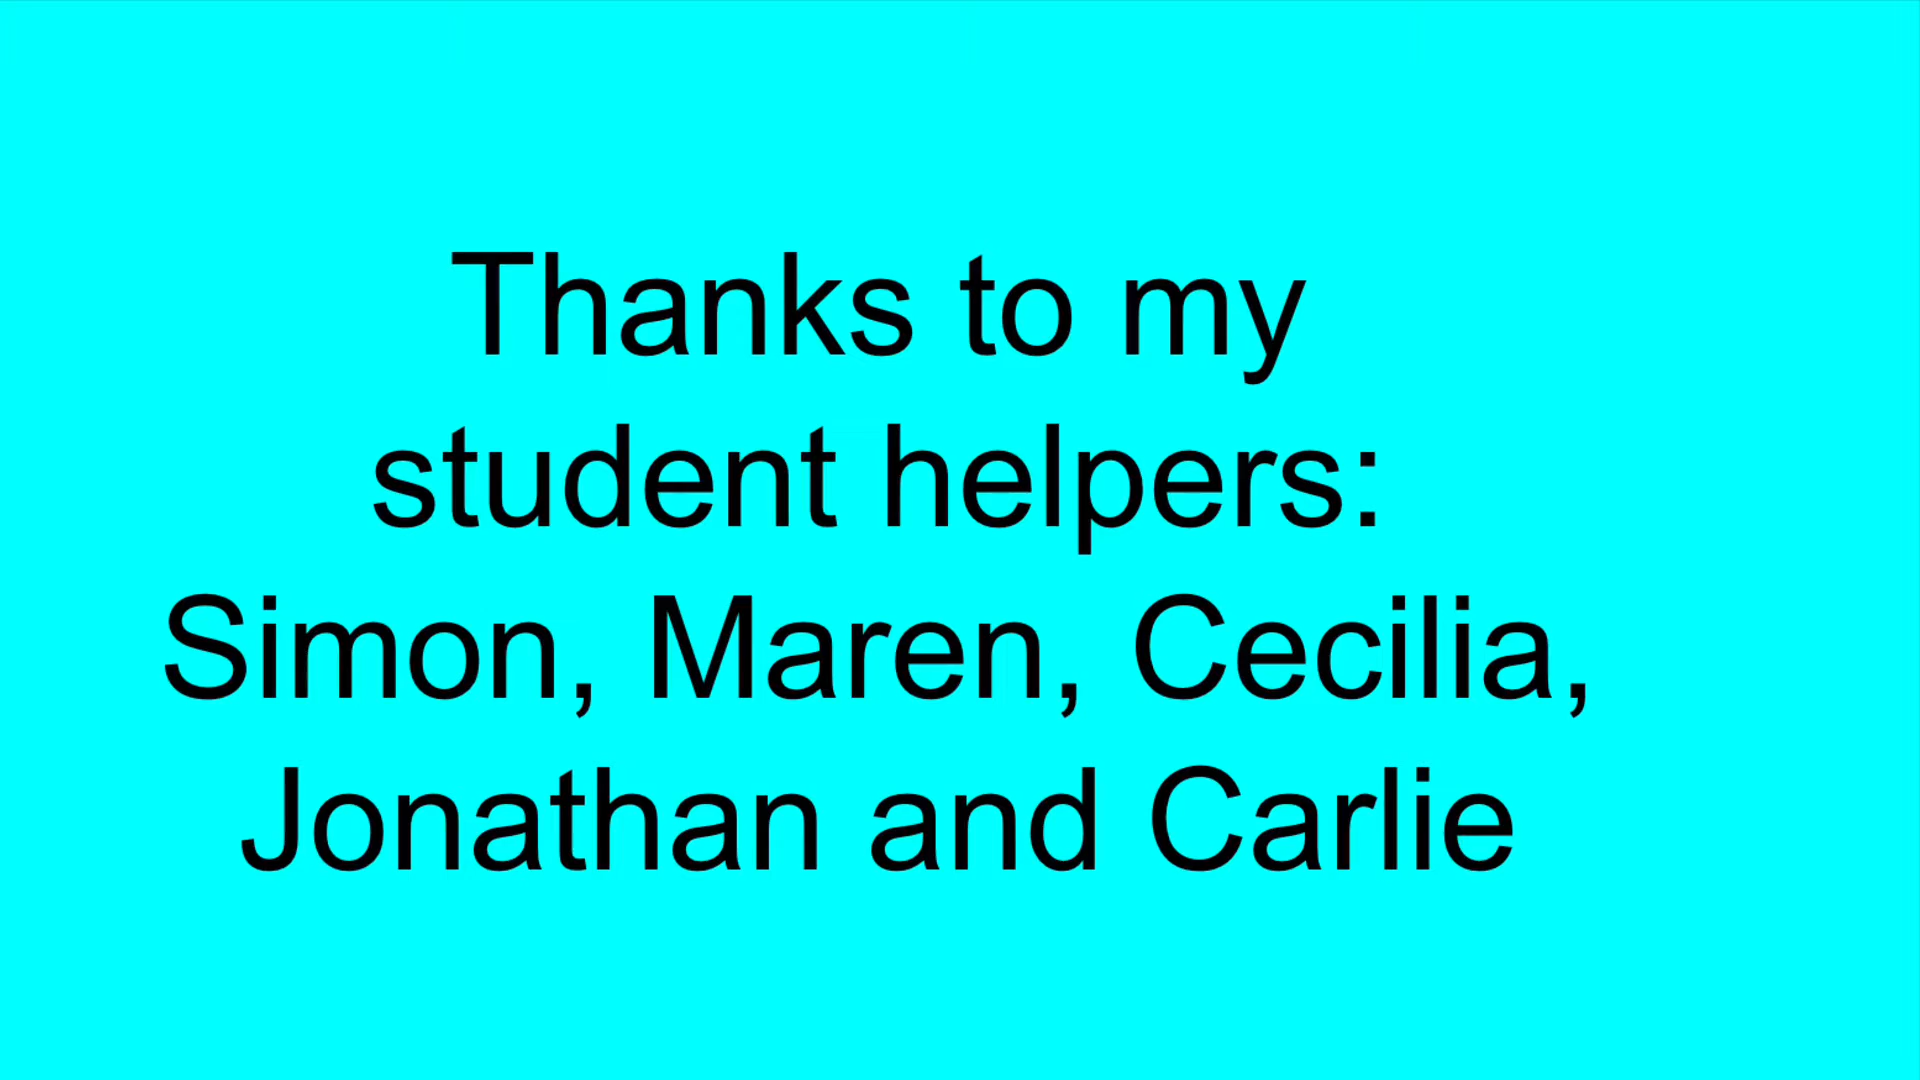 Thanks to my
student helpers:
Simon, Maren, Cecilia,
Jonathan and Carlie